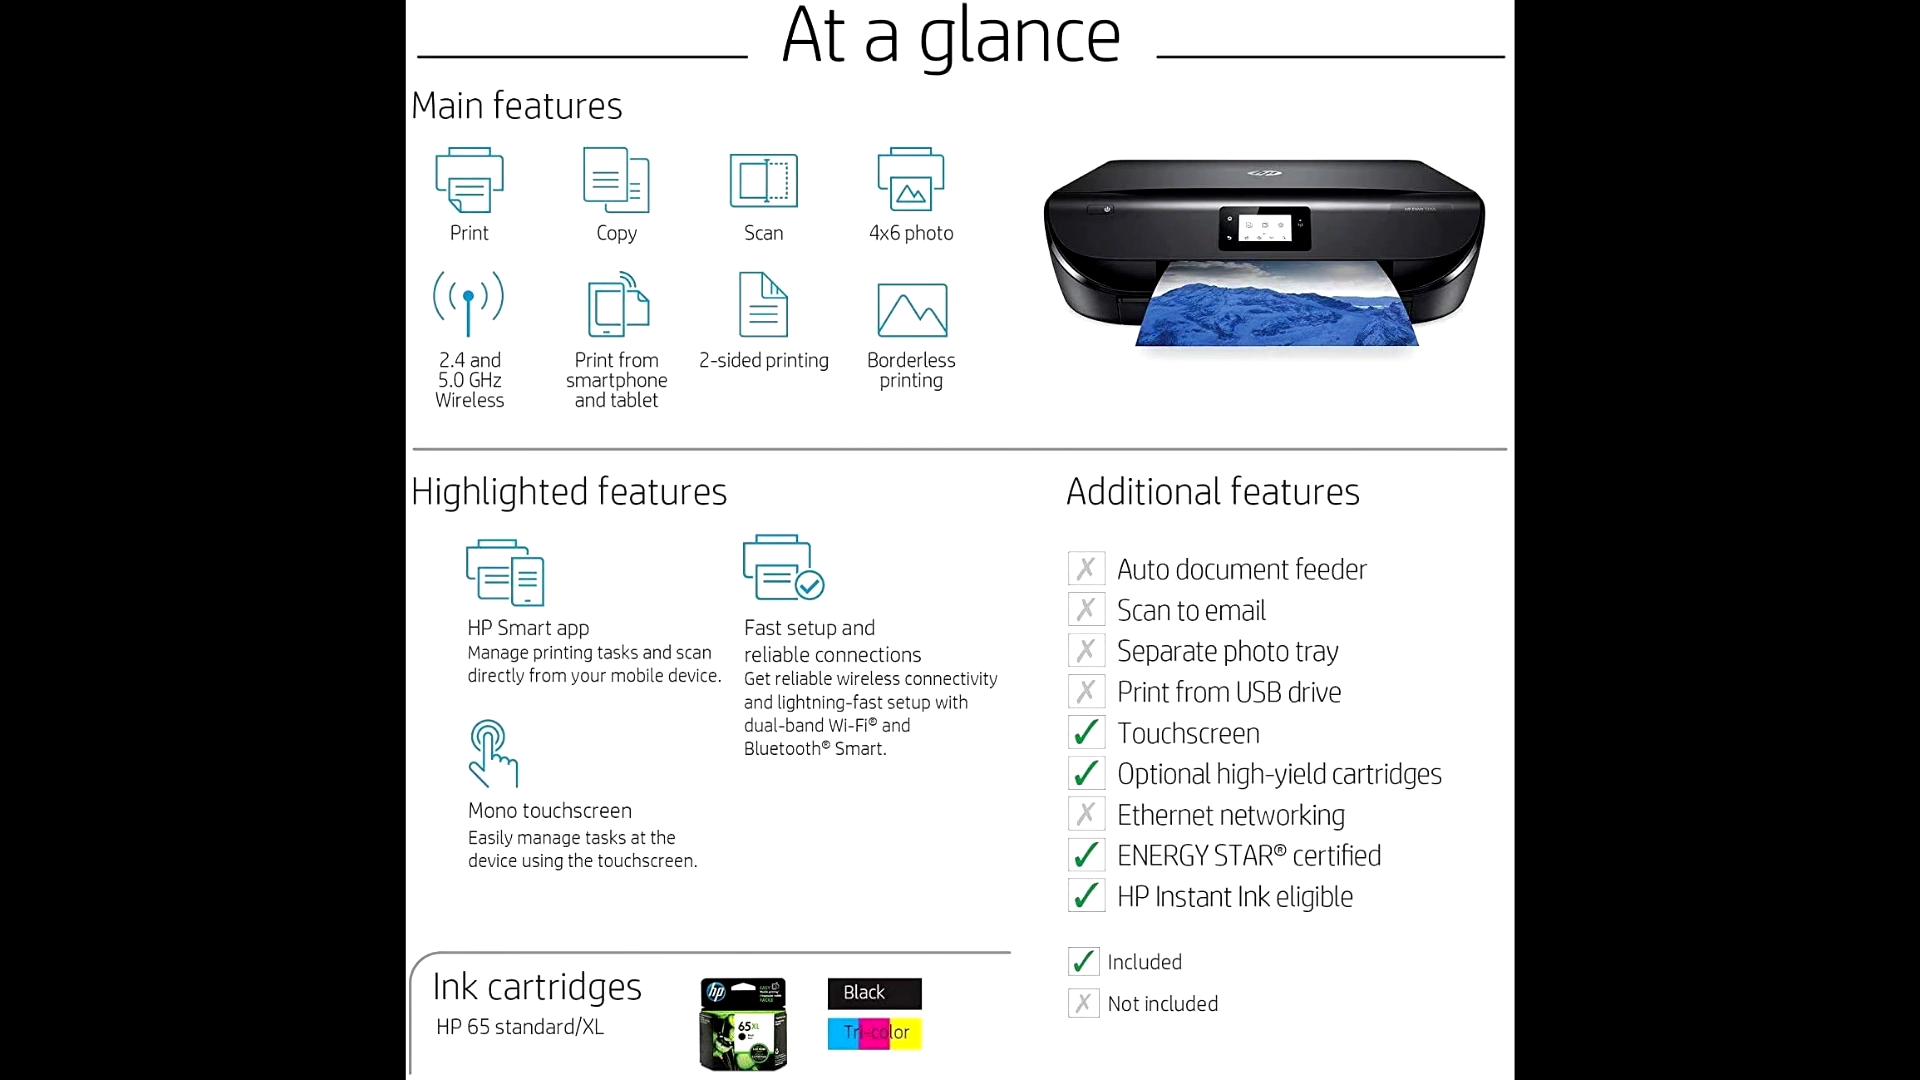 At a glance
Main features
Print
Copy
Scan
4x6 photo
2.4 and
5.0 GHz
Wireless
Print from
smartphone
and tablet
2-sided printing
Borderless
printing
hp
Highlighted features
HP Smart app
Manage printing tasks and scan
directly from your mobile device.
Fast setup and
reliable connections
Get reliable wireless connectivity
and lightning-fast setup with
dual-band Wi-Fi® and
Bluetooth® Smart.
Mono touchscreen
Easily manage tasks at the
device using the touchscreen.
Additional features
✗ Auto document feeder
✗ Scan to email
✗ Separate photo tray
✗ Print from USB drive
✓ Touchscreen
✓ Optional high-yield cartridges
✗ Ethernet networking
✓ ENERGY STAR® certified
✓ HP Instant Ink eligible
✓ Included
✗ Not included
Ink cartridges
HP 65 standard/XL
hp
65XL
Black
Tri-color